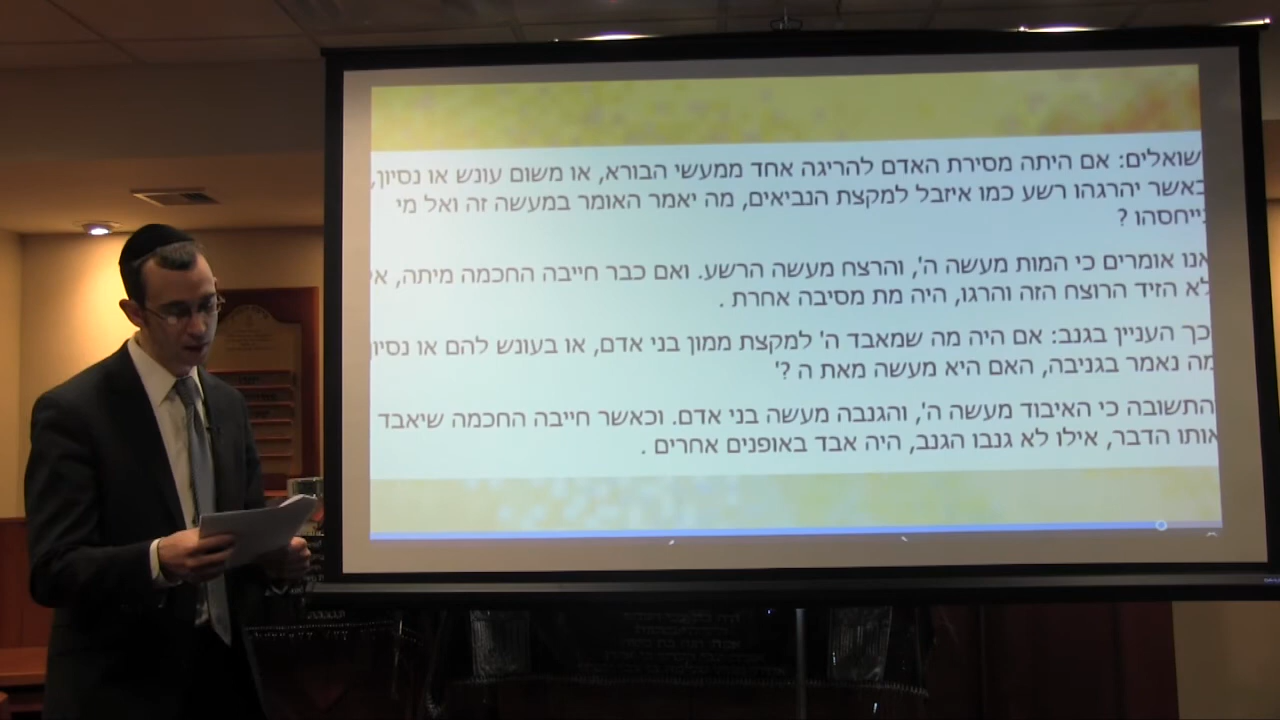 שואלים: אם היתה מסירת האדם להריגה אחד ממעשי הבורא, או משום עונש או נסיון,
כאשר יהרגהו רשע כמו איזבל למקצת הנביאים, מה יאמר האומר במעשה זה ואל מי
ייחסהו ?
אנו אומרים כי המות מעשה ה', והרצח מעשה הרשע. ואם כבר חייבה החכמה מיתה,
לא הזיד הרוצח הזה והרגו, היה מת מסיבה אחרת .
כך העניין בגנב: אם היה מה שמאבד ה' למקצת ממון בני אדם, או בעונש להם או נסיון
מה נאמר בגניבה, האם היא מעשה מאת ה ?'
התשובה כי האיבוד מעשה ה', והגנבה מעשה בני אדם. וכאשר חייבה החכמה שיאבד
אותו הדבר, אילו לא גנבו הגנב, היה אבד באופנים אחרים .